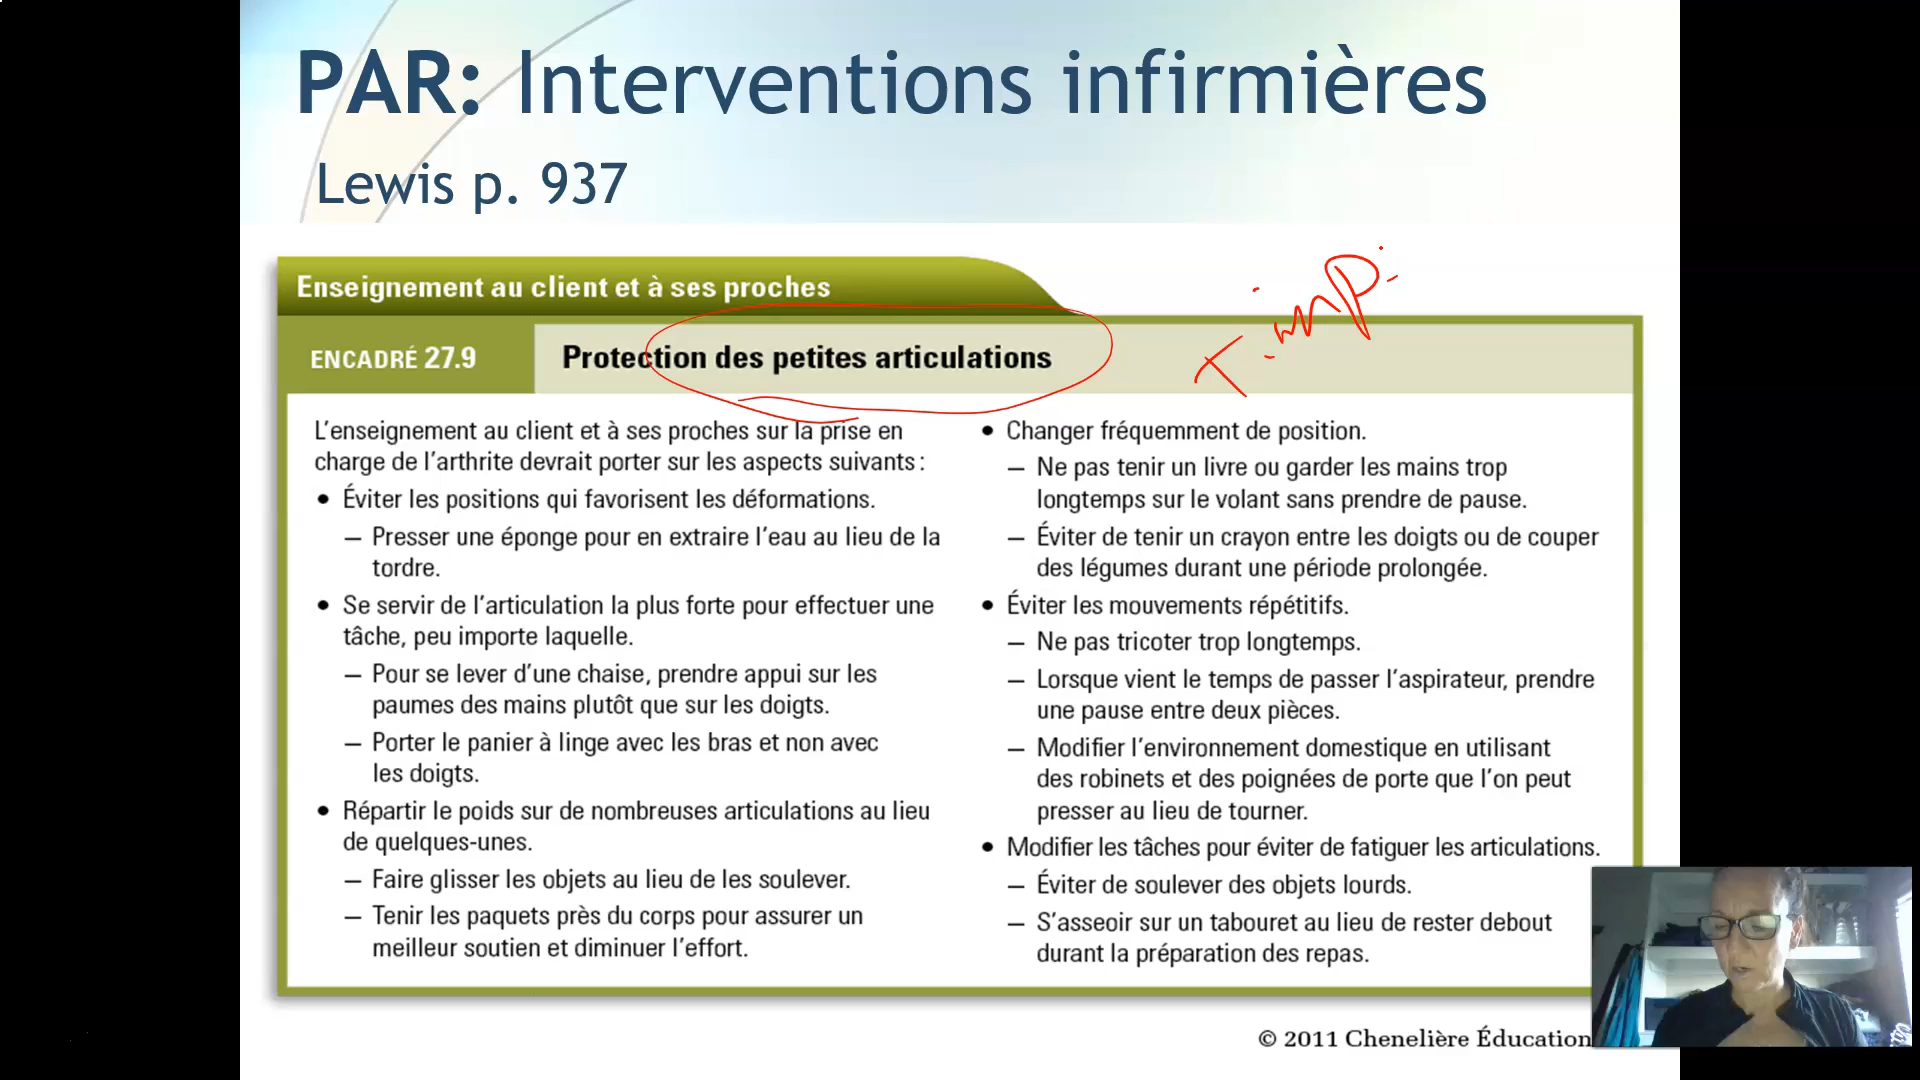 PAR: Interventions infirmières
Lewis p. 937
Enseignement au client et à ses proches
ENCADRÉ 27.9
Protection des petites articulations
T. imp.
L'enseignement au client et à ses proches sur la prise en
charge de l'arthrite devrait porter sur les aspects suivants :
• Éviter les positions qui favorisent les déformations.
– Presser une éponge pour en extraire l'eau au lieu de la
tordre.
• Se servir de l'articulation la plus forte pour effectuer une
tâche, peu importe laquelle.
– Pour se lever d'une chaise, prendre appui sur les
paumes des mains plutôt que sur les doigts.
– Porter le panier à linge avec les bras et non avec
les doigts.
• Répartir le poids sur de nombreuses articulations au lieu
de quelques-unes.
– Faire glisser les objets au lieu de les soulever.
– Tenir les paquets près du corps pour assurer un
meilleur soutien et diminuer l'effort.
• Changer fréquemment de position.
– Ne pas tenir un livre ou garder les mains trop
longtemps sur le volant sans prendre de pause.
– Éviter de tenir un crayon entre les doigts ou de couper
des légumes durant une période prolongée.
• Éviter les mouvements répétitifs.
– Ne pas tricoter trop longtemps.
– Lorsque vient le temps de passer l'aspirateur, prendre
une pause entre deux pièces.
– Modifier l'environnement domestique en utilisant
des robinets et des poignées de porte que l'on peut
presser au lieu de tourner.
• Modifier les tâches pour éviter de fatiguer les articulations.
– Éviter de soulever des objets lourds.
– S'asseoir sur un tabouret au lieu de rester debout
durant la préparation des repas.
© 2011 Chenelière Éducation